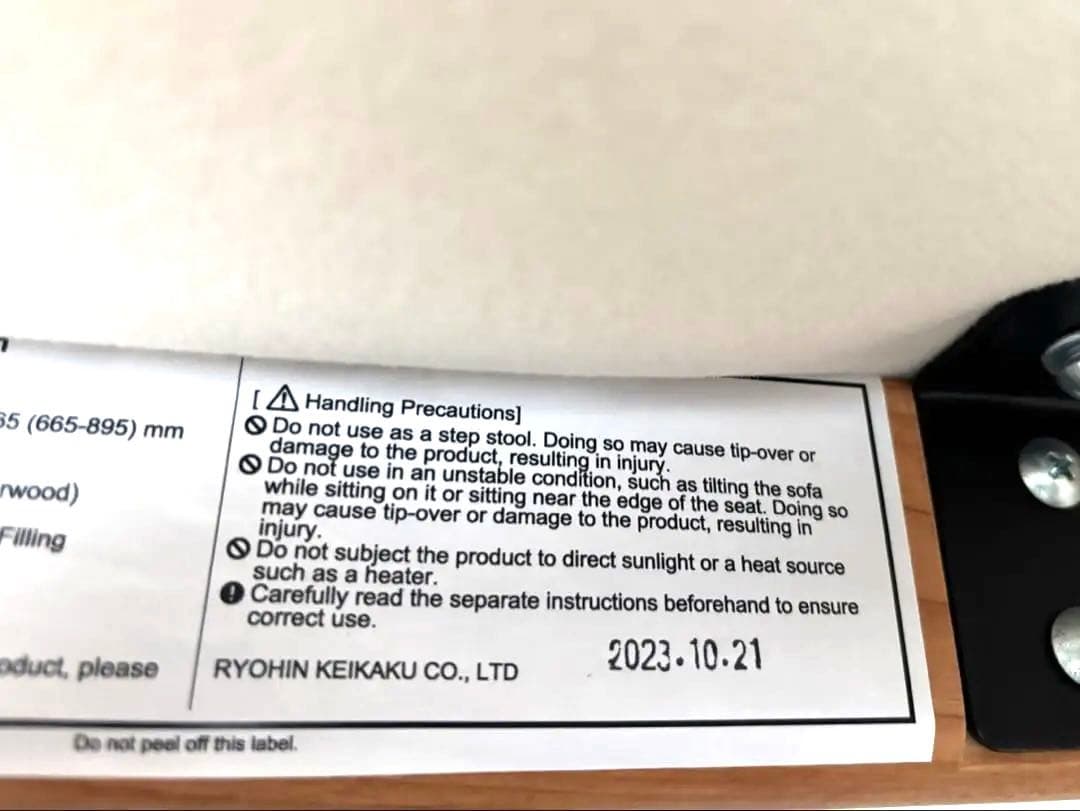 65 (665-895) mm
rwood)
Filling
oduct, please
[⚠ Handling Precautions]
Do not use as a step stool. Doing so may cause tip-over or
damage to the product, resulting in injury.
Do not use in an unstable condition, such as tilting the sofa
while sitting on it or sitting near the edge of the seat. Doing so
may cause tip-over or damage to the product, resulting in
injury.
Do not subject the product to direct sunlight or a heat source
such as a heater.
Carefully read the separate instructions beforehand to ensure
correct use.
RYOHIN KEIKAKU CO., LTD
2023.10.21
Do not peel off this label.